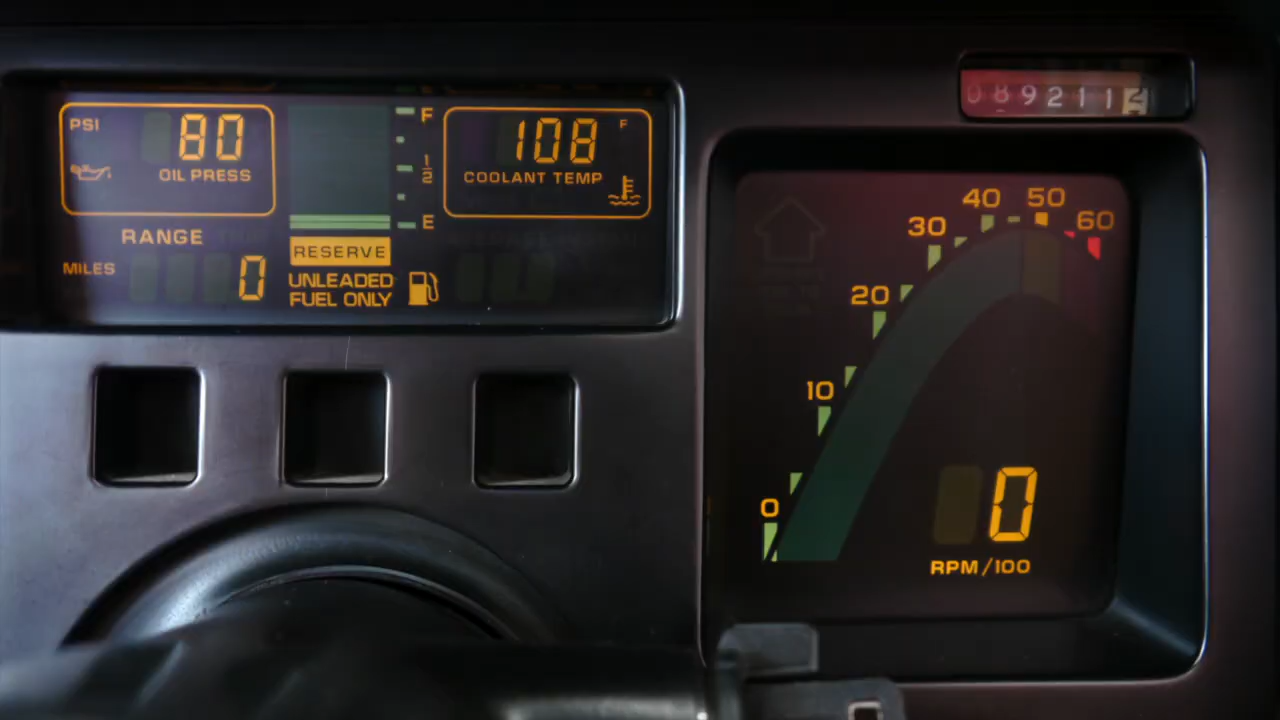 0892112
PSI
80
OIL PRESS
F
1/2
E
108
F
COOLANT TEMP
RANGE
MILES
0
RESERVE
UNLEADED
FUEL ONLY
0
10
20
30
40
50
60
0
RPM/100